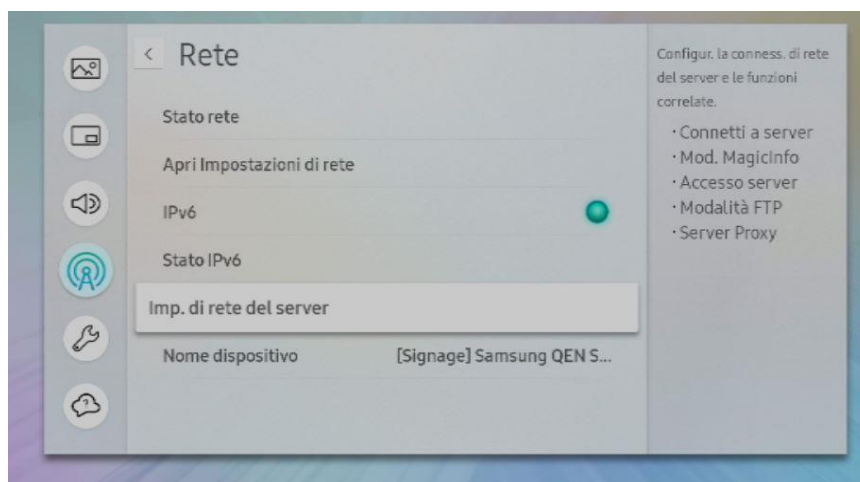 Rete
Stato rete
Apri Impostazioni di rete
IPv6
Stato IPv6
Imp. di rete del server
Nome dispositivo [Signage] Samsung QEN S...
Configur. la conness. di rete
del server e le funzioni
correlate.
· Connetti a server
· Mod. MagicInfo
· Accesso server
· Modalità FTP
· Server Proxy